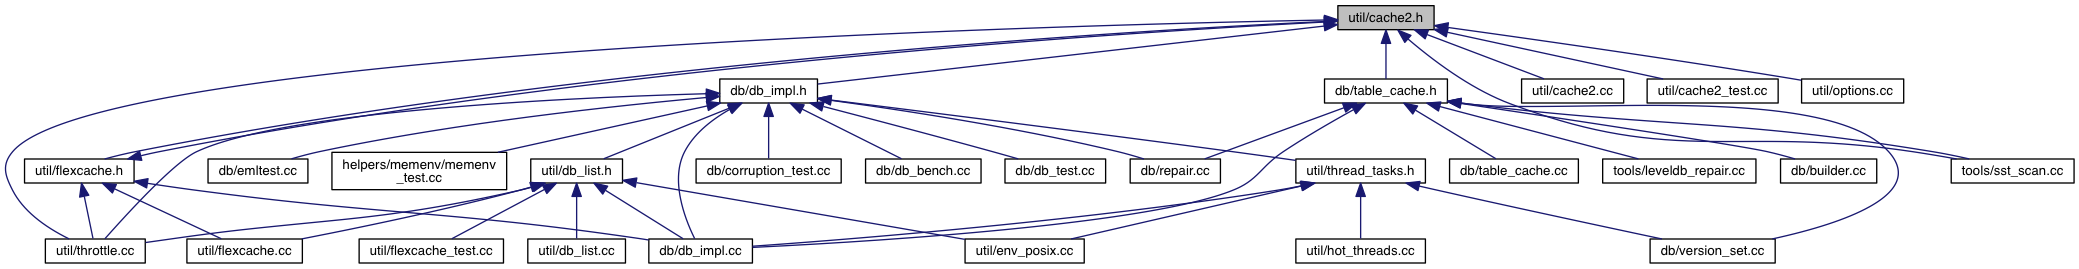 util/cache2.h
db/db_impl.h
db/table_cache.h
util/cache2.cc
util/cache2_test.cc
util/options.cc
util/flexcache.h
db/emltest.cc
helpers/memenv/memenv
_test.cc
util/db_list.h
db/corruption_test.cc
db/db_bench.cc
db/db_test.cc
db/repair.cc
util/thread_tasks.h
db/table_cache.cc
tools/leveldb_repair.cc
db/builder.cc
tools/sst_scan.cc
util/throttle.cc
util/flexcache.cc
util/flexcache_test.cc
util/db_list.cc
db/db_impl.cc
util/env_posix.cc
util/hot_threads.cc
db/version_set.cc